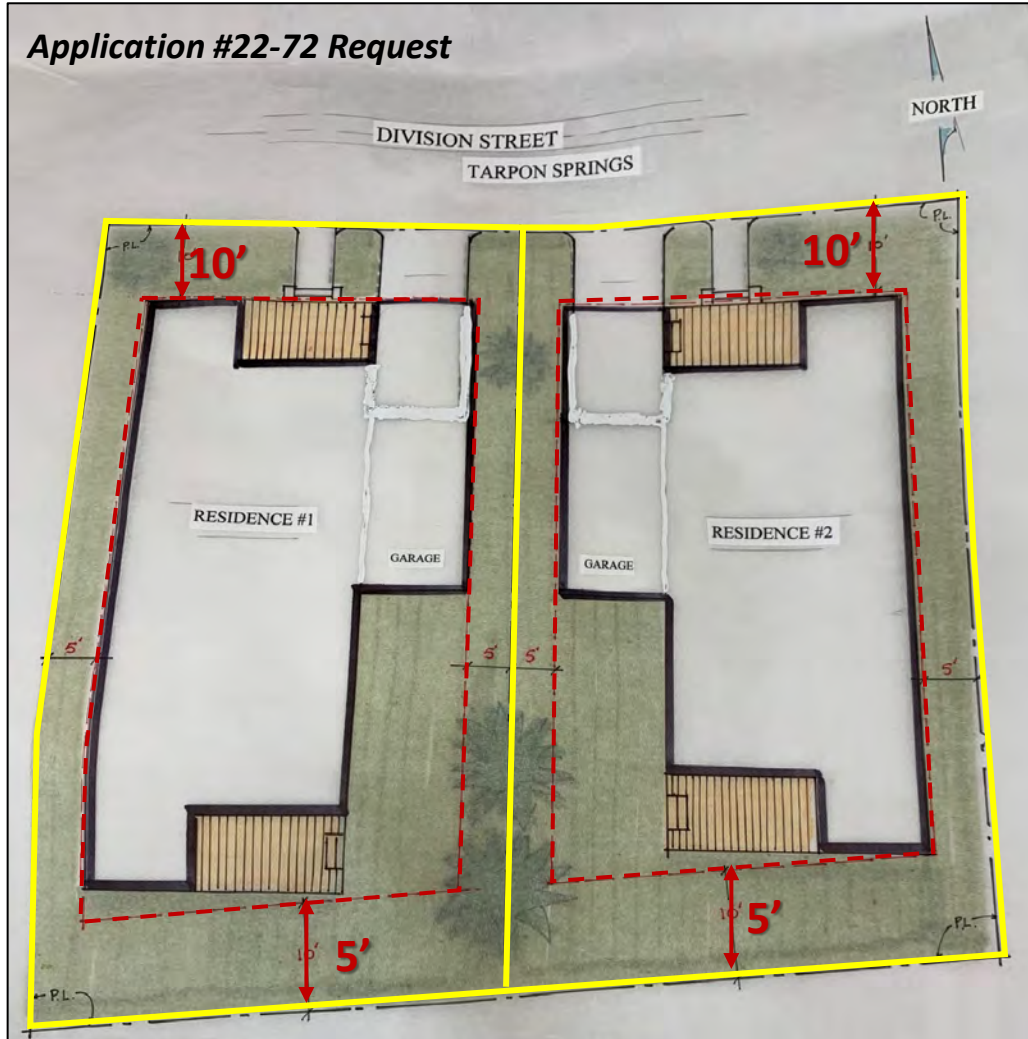 Application #22-72 Request
NORTH
DIVISION STREET
TARPON SPRINGS
P.L.
P.L.
10'
10'
10'
10'
RESIDENCE #1
RESIDENCE #2
GARAGE
GARAGE
5'
5'
5'
5'
10'
5'
10'
5'
P.L.
P.L.